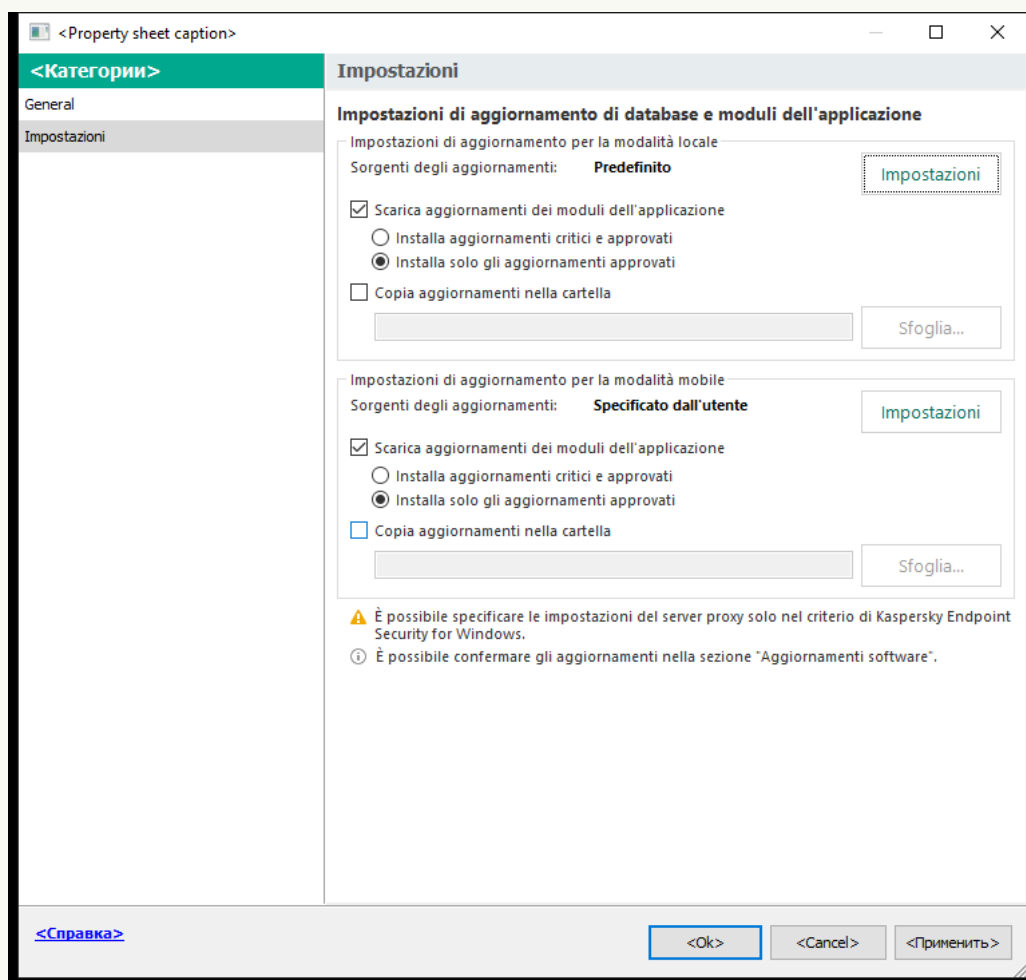 <Property sheet caption>
<Категории>
General
Impostazioni
Impostazioni
Impostazioni di aggiornamento di database e moduli dell'applicazione
Impostazioni di aggiornamento per la modalità locale
Sorgenti degli aggiornamenti: Predefinito
Impostazioni
Scarica aggiornamenti dei moduli dell'applicazione
Installa aggiornamenti critici e approvati
Installa solo gli aggiornamenti approvati
Copia aggiornamenti nella cartella
Sfoglia...
Impostazioni di aggiornamento per la modalità mobile
Sorgenti degli aggiornamenti: Specificato dall'utente
Impostazioni
Scarica aggiornamenti dei moduli dell'applicazione
Installa aggiornamenti critici e approvati
Installa solo gli aggiornamenti approvati
Copia aggiornamenti nella cartella
Sfoglia...
È possibile specificare le impostazioni del server proxy solo nel criterio di Kaspersky Endpoint
Security for Windows.
È possibile confermare gli aggiornamenti nella sezione "Aggiornamenti software".
<Справка>
<Ok> <Cancel> <Применить>